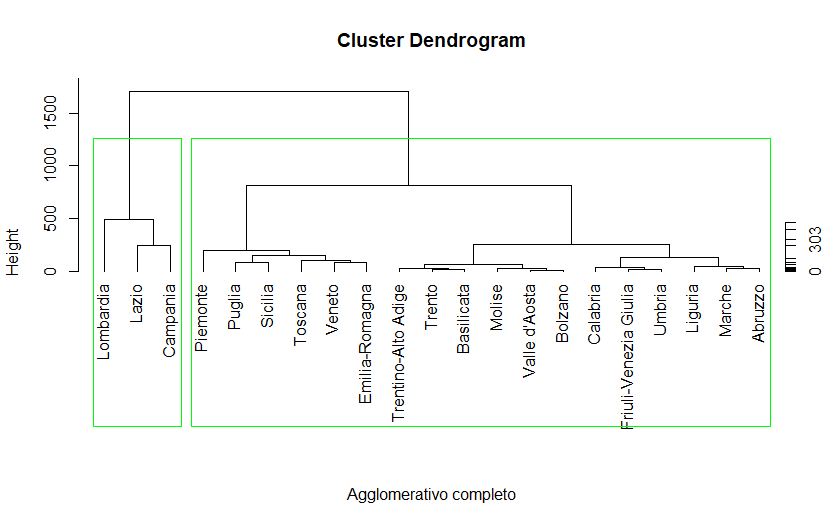 Cluster Dendrogram
Height
0
500
1000
1500
Lombardia
Lazio
Campania
Piemonte
Puglia
Sicilia
Toscana
Veneto
Emilia-Romagna
Trentino-Alto Adige
Trento
Basilicata
Molise
Valle d'Aosta
Bolzano
Calabria
Friuli-Venezia Giulia
Umbria
Liguria
Marche
Abruzzo
0
303
Agglomerativo completo